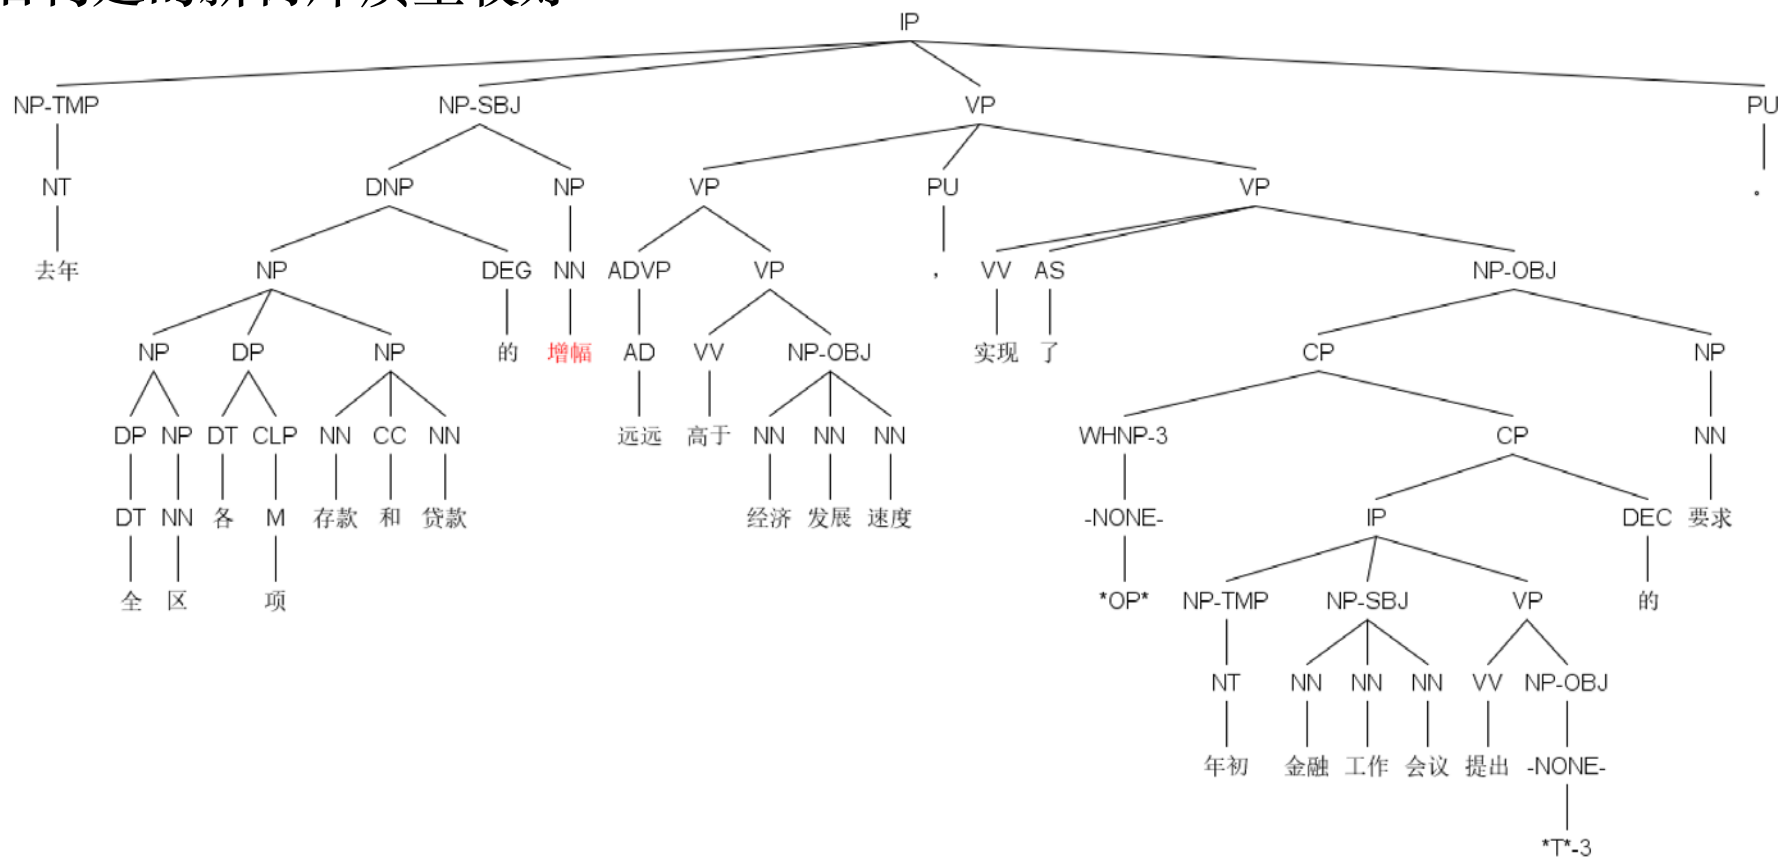 IP
NP-TMP NP-SBJ VP PU
NT DNP NP VP PU VP 。
去年 NP DEG NN ADVP VP , VV AS NP-OBJ
NP DP NP 的 增幅 AD VV NP-OBJ 实现 了 CP NP
DP NP DT CLP NN CC NN 远远 高于 NN NN NN WHNP-3 CP NN
DT NN 各 M 存款 和 贷款 经济 发展 速度 -NONE- IP DEC 要求
全 区 项 *OP* NP-TMP NP-SBJ VP 的
NT NN NN NN VV NP-OBJ
年初 金融 工作 会议 提出 -NONE-
*T*-3